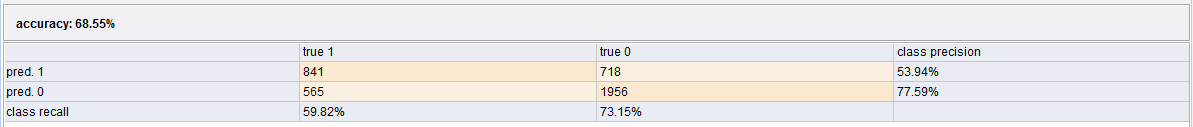 accuracy: 68.55%
true 1 true 0 class precision
pred. 1 841 718 53.94%
pred. 0 565 1956 77.59%
class recall 59.82% 73.15%